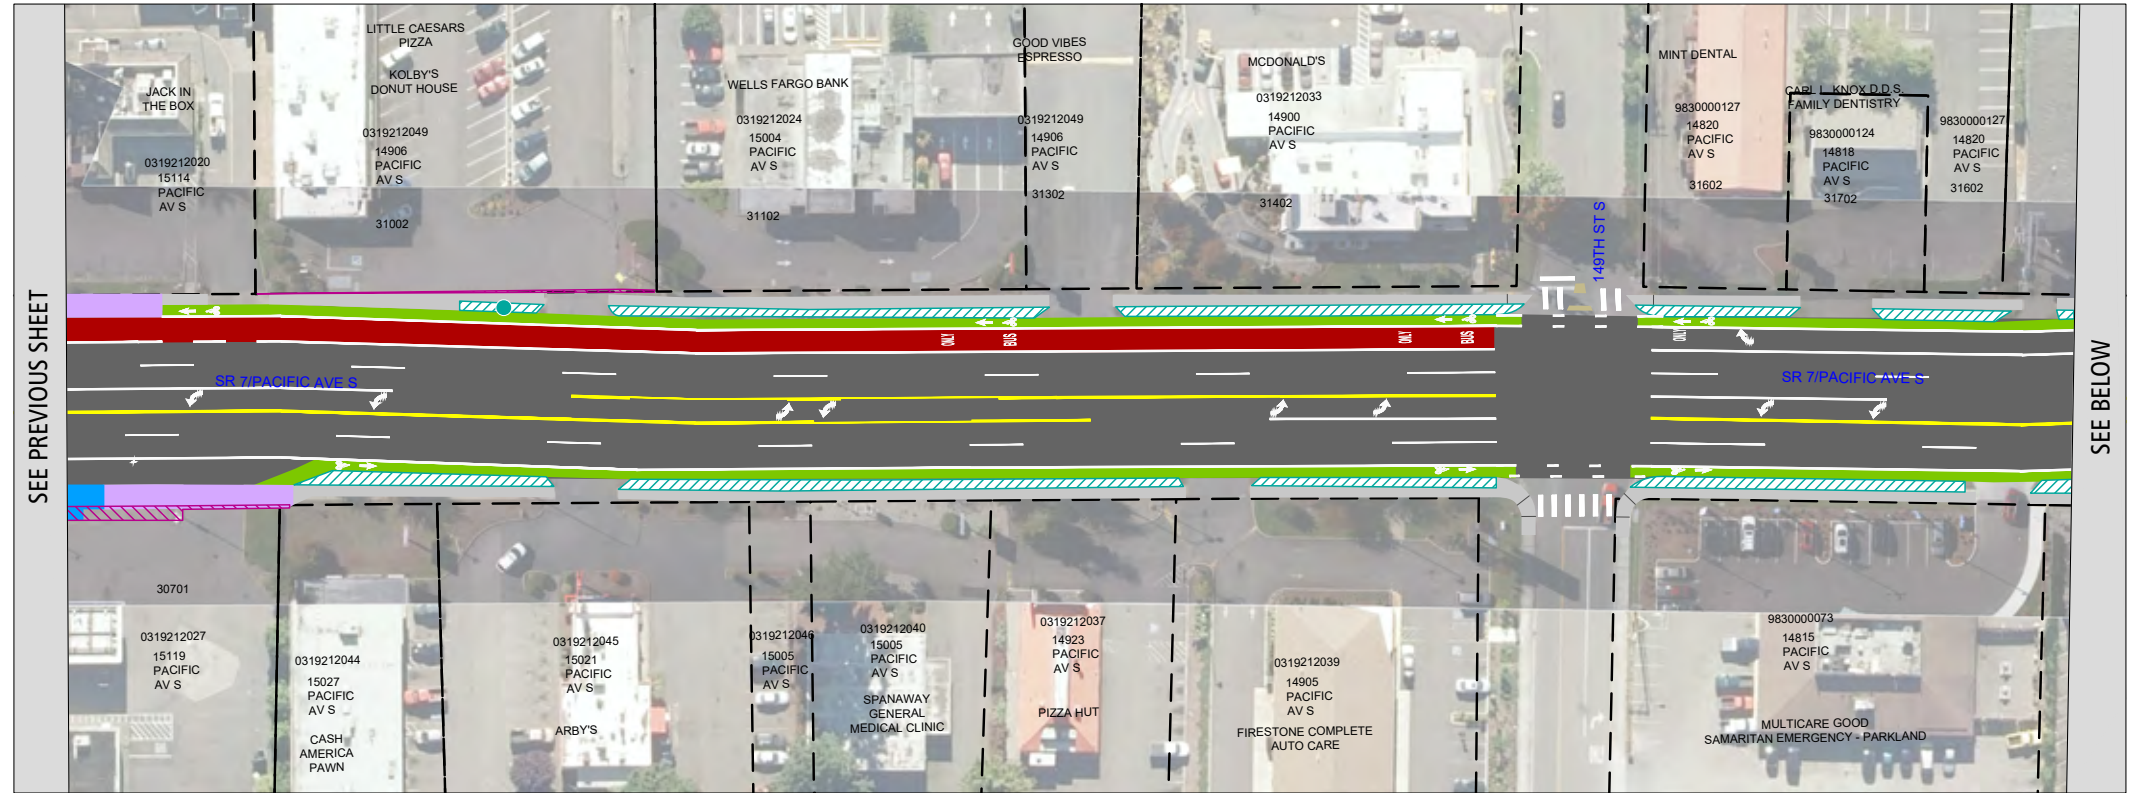 SEE PREVIOUS SHEET
JACK IN
THE BOX
0319212020
15114
PACIFIC
AV S
LITTLE CAESARS
PIZZA
KOLBY'S
DONUT HOUSE
0319212049
14906
PACIFIC
AV S
31002
WELLS FARGO BANK
0319212024
15004
PACIFIC
AV S
31102
GOOD VIBES
ESPRESSO
0319212049
14906
PACIFIC
AV S
31302
MCDONALD'S
0319212033
14900
PACIFIC
AV S
31402
149TH ST S
MINT DENTAL
9830000127
14820
PACIFIC
AV S
31602
CARL L KNOX D.D.S.
FAMILY DENTISTRY
9830000124
14818
PACIFIC
AV S
31702
9830000127
14820
PACIFIC
AV S
31602
ONLY
BUS
ONLY
BUS
ONLY
SR 7/PACIFIC AVE S
SR 7/PACIFIC AVE S
SEE BELOW
30701
0319212027
15119
PACIFIC
AV S
0319212044
15027
PACIFIC
AV S
CASH
AMERICA
PAWN
0319212045
15021
PACIFIC
AV S
ARBY'S
0319212046
15005
PACIFIC
AV S
0319212040
15005
PACIFIC
AV S
SPANAWAY
GENERAL
MEDICAL CLINIC
0319212037
14923
PACIFIC
AV S
PIZZA HUT
0319212039
14905
PACIFIC
AV S
FIRESTONE COMPLETE
AUTO CARE
9830000073
14815
PACIFIC
AV S
MULTICARE GOOD
SAMARITAN EMERGENCY - PARKLAND